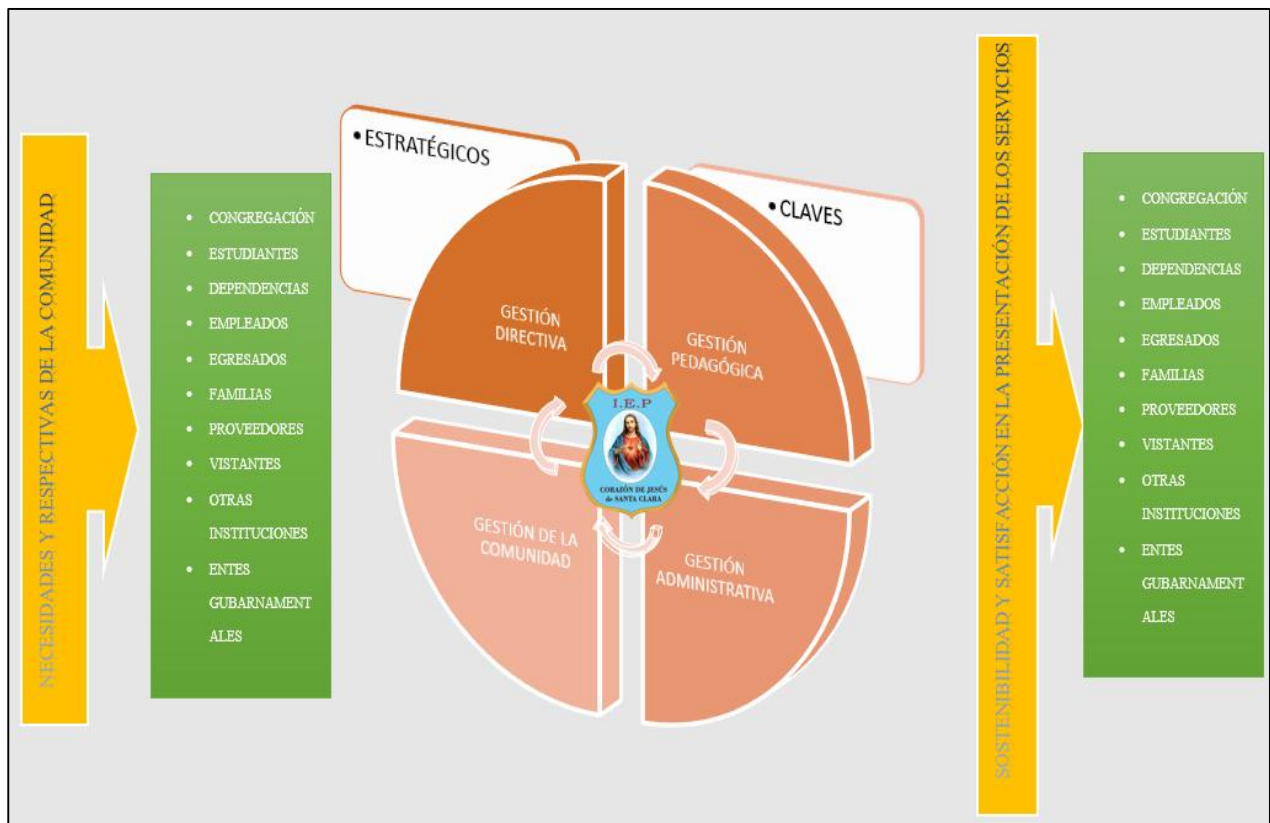 NECESIDADES Y RESPECTIVAS DE LA COMUNIDAD
• CONGREGACIÓN
• ESTUDIANTES
• DEPENDENCIAS
• EMPLEADOS
• EGRESADOS
• FAMILIAS
• PROVEEDORES
• VISTANTES
• OTRAS
INSTITUCIONES
• ENTES
GUBARNAMENT
ALES
• ESTRATÉGICOS
• CLAVES
GESTIÓN
DIRECTIVA
GESTIÓN
PEDAGÓGICA
I.E.P
CORAZÓN DE JESÚS
de SANTA CLARA
GESTIÓN DE LA
COMUNIDAD
GESTIÓN
ADMINISTRATIVA
SOSTENIBILIDAD Y SATISFACCIÓN EN LA PRESENTACIÓN DE LOS SERVICIOS
• CONGREGACIÓN
• ESTUDIANTES
• DEPENDENCIAS
• EMPLEADOS
• EGRESADOS
• FAMILIAS
• PROVEEDORES
• VISTANTES
• OTRAS
INSTITUCIONES
• ENTES
GUBARNAMENT
ALES